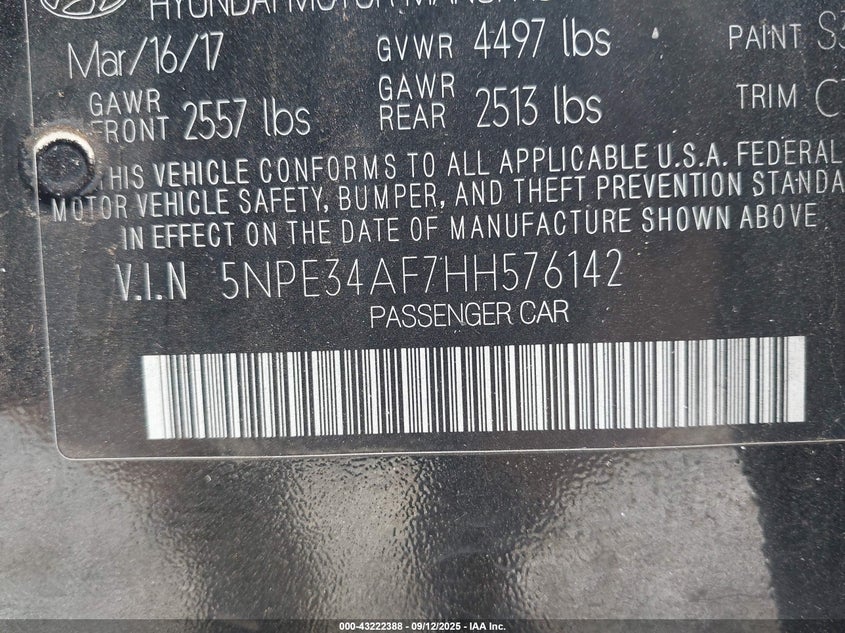 HYUNDAI MOTOR
Mar/16/17 GVWR 4497 lbs PAINT
GAWR FRONT 2557 lbs GAWR REAR 2513 lbs TRIM
THIS VEHICLE CONFORMS TO ALL APPLICABLE U.S.A. FEDERAL
MOTOR VEHICLE SAFETY, BUMPER, AND THEFT PREVENTION
IN EFFECT ON THE DATE OF MANUFACTURE SHOWN ABOVE
V.I.N 5NPE34AF7HH576142
PASSENGER CAR
000-43222388 - 09/12/2025 - IAA Inc.